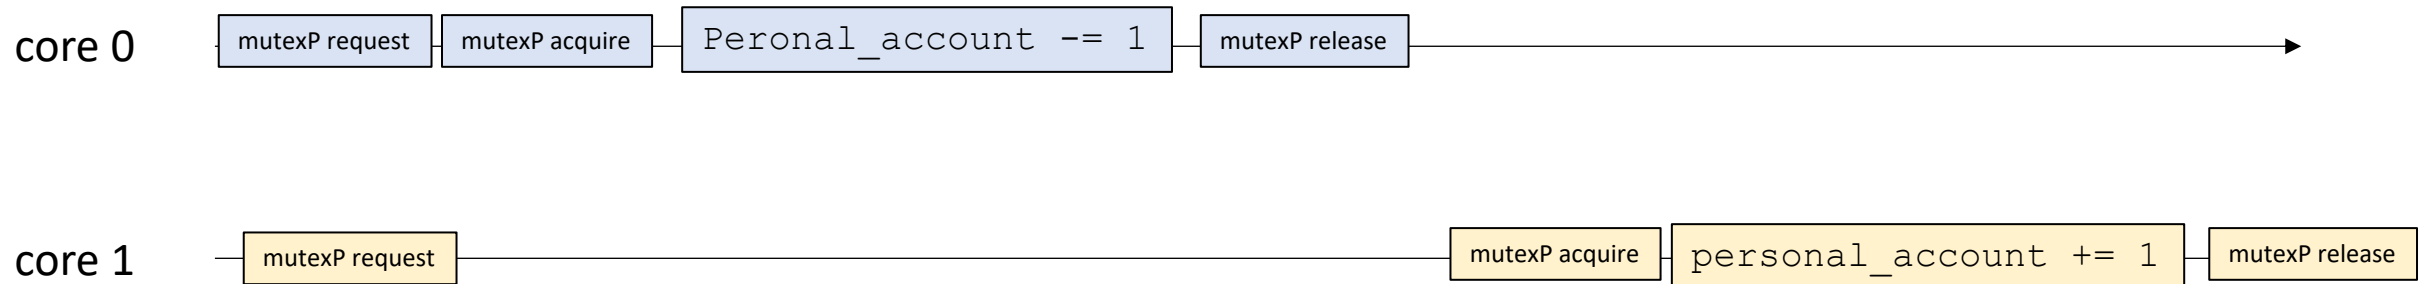 core 0 mutexP request mutexP acquire Peronal_account -= 1 mutexP release
core 1 mutexP request mutexP acquire personal_account += 1 mutexP release